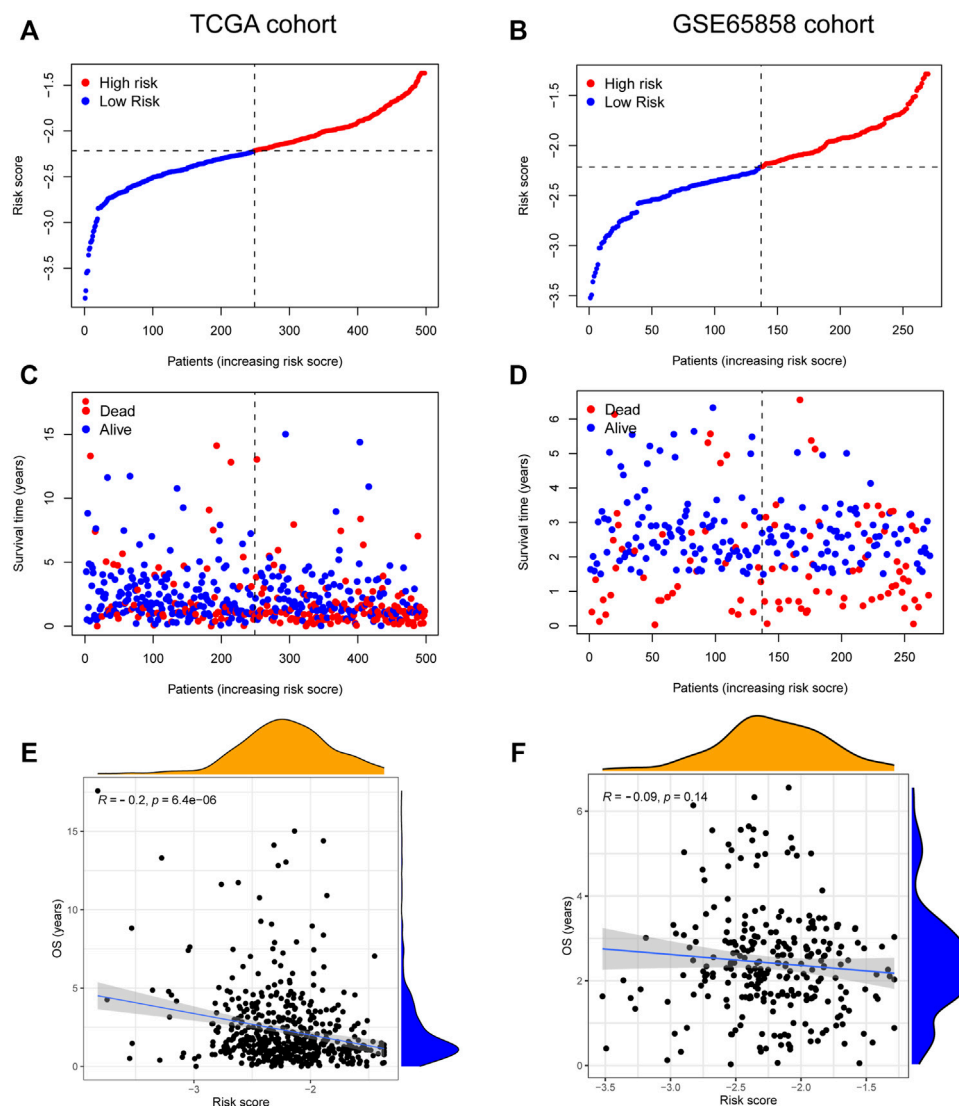 TCGA cohort
GSE65858 cohort
A
High risk
Low Risk
Risk score
−1.5
−2.0
−2.5
−3.0
−3.5
0 100 200 300 400 500
Patients (increasing risk socre)
B
High risk
Low Risk
Risk score
−1.5
−2.0
−2.5
−3.0
−3.5
0 50 100 150 200 250
Patients (increasing risk socre)
C
Dead
Alive
Survival time (years)
15
10
5
0
0 100 200 300 400 500
Patients (increasing risk socre)
D
Dead
Alive
Survival time (years)
6
5
4
3
2
1
0
0 50 100 150 200 250
Patients (increasing risk socre)
E
R = − 0.2, p = 6.4e−06
OS (years)
15
10
5
0
−3 −2
Risk score
F
R = −0.09, p = 0.14
OS (years)
6
4
2
0
−3.5 −3.0 −2.5 −2.0 −1.5
Risk score